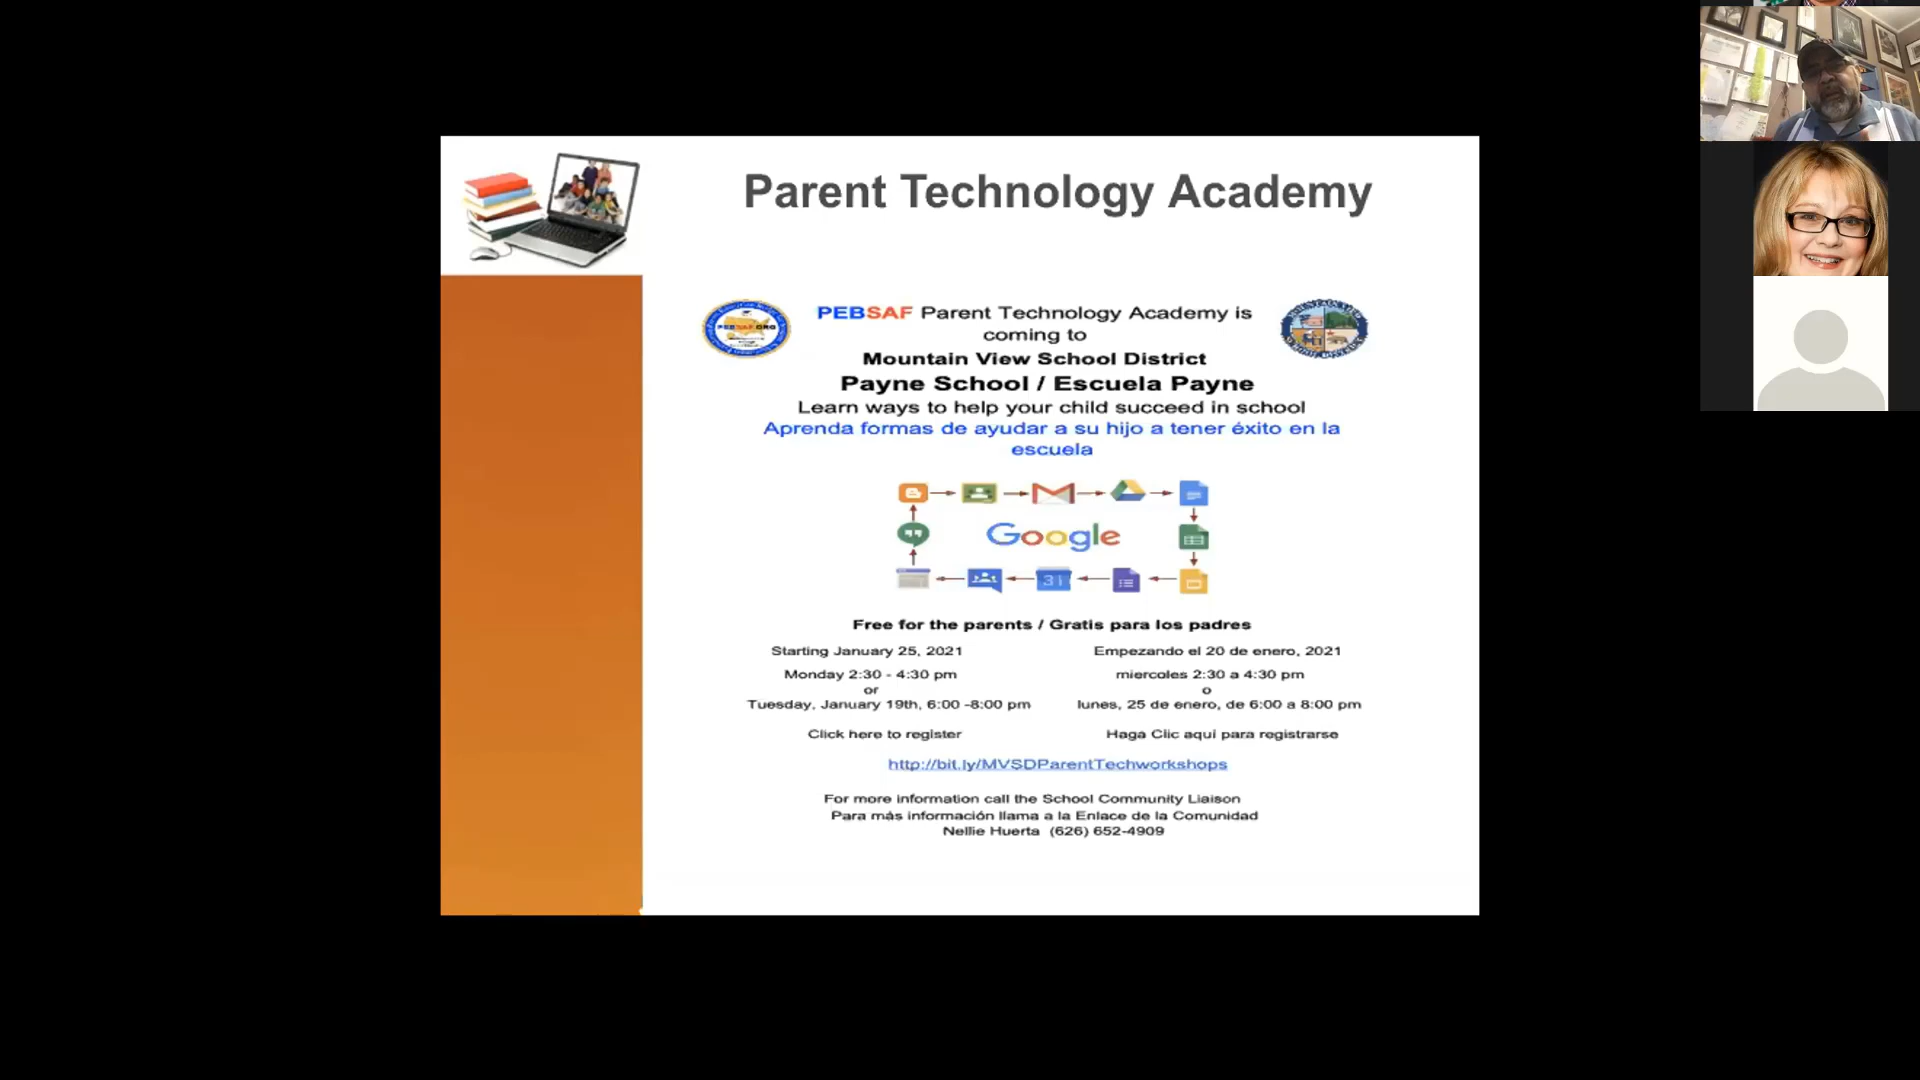 Parent Technology Academy
PEBSAF Parent Technology Academy is
coming to
Mountain View School District
Payne School / Escuela Payne
Learn ways to help your child succeed in school
Aprenda formas de ayudar a su hijo a tener éxito en la
escuela
Google
31
Free for the parents / Gratis para los padres
Starting January 25, 2021
Monday 2:30 - 4:30 pm
or
Tuesday, January 19th, 6:00 -8:00 pm
Click here to register
Empezando el 20 de enero, 2021
miercoles 2:30 a 4:30 pm
o
lunes, 25 de enero, de 6:00 a 8:00 pm
Haga Clic aquí para registrarse
http://bit.ly/MVSDParentTechworkshops
For more information call the School Community Liaison
Para más información llama a la Enlace de la Comunidad
Nellie Huerta (626) 652-4909